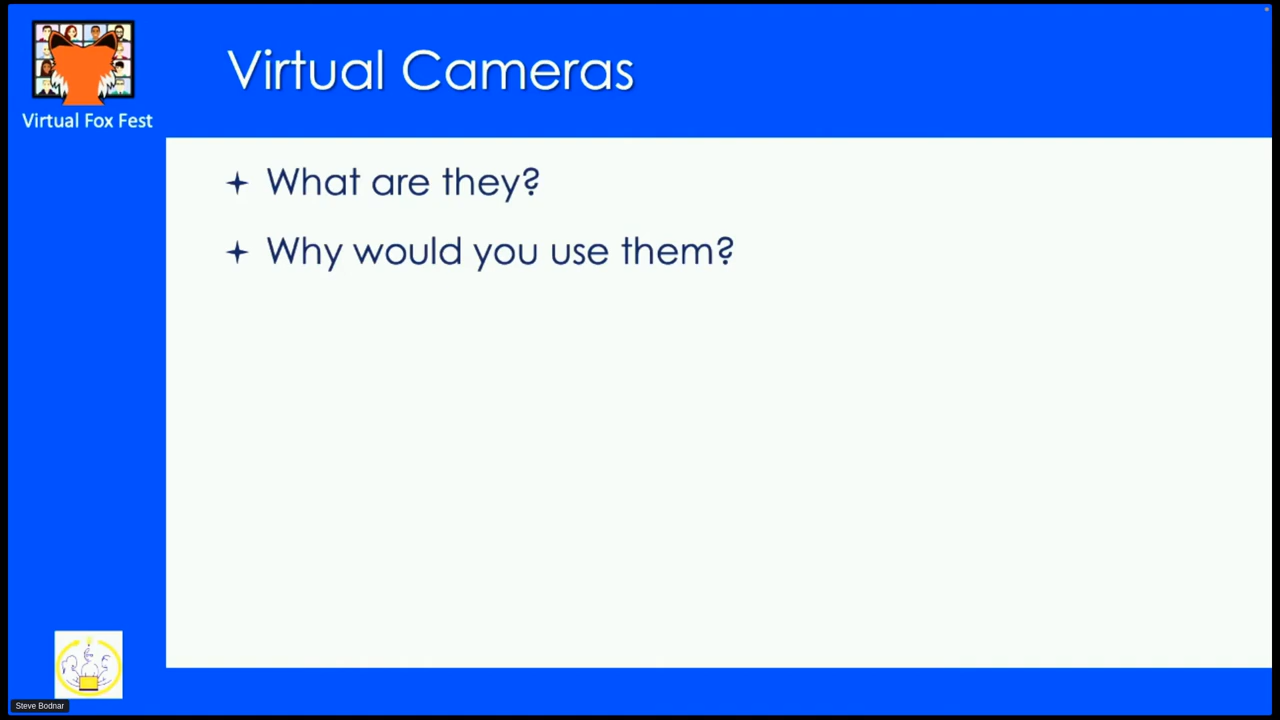 Virtual Cameras
Virtual Fox Fest
What are they?
Why would you use them?
Steve Bodnar